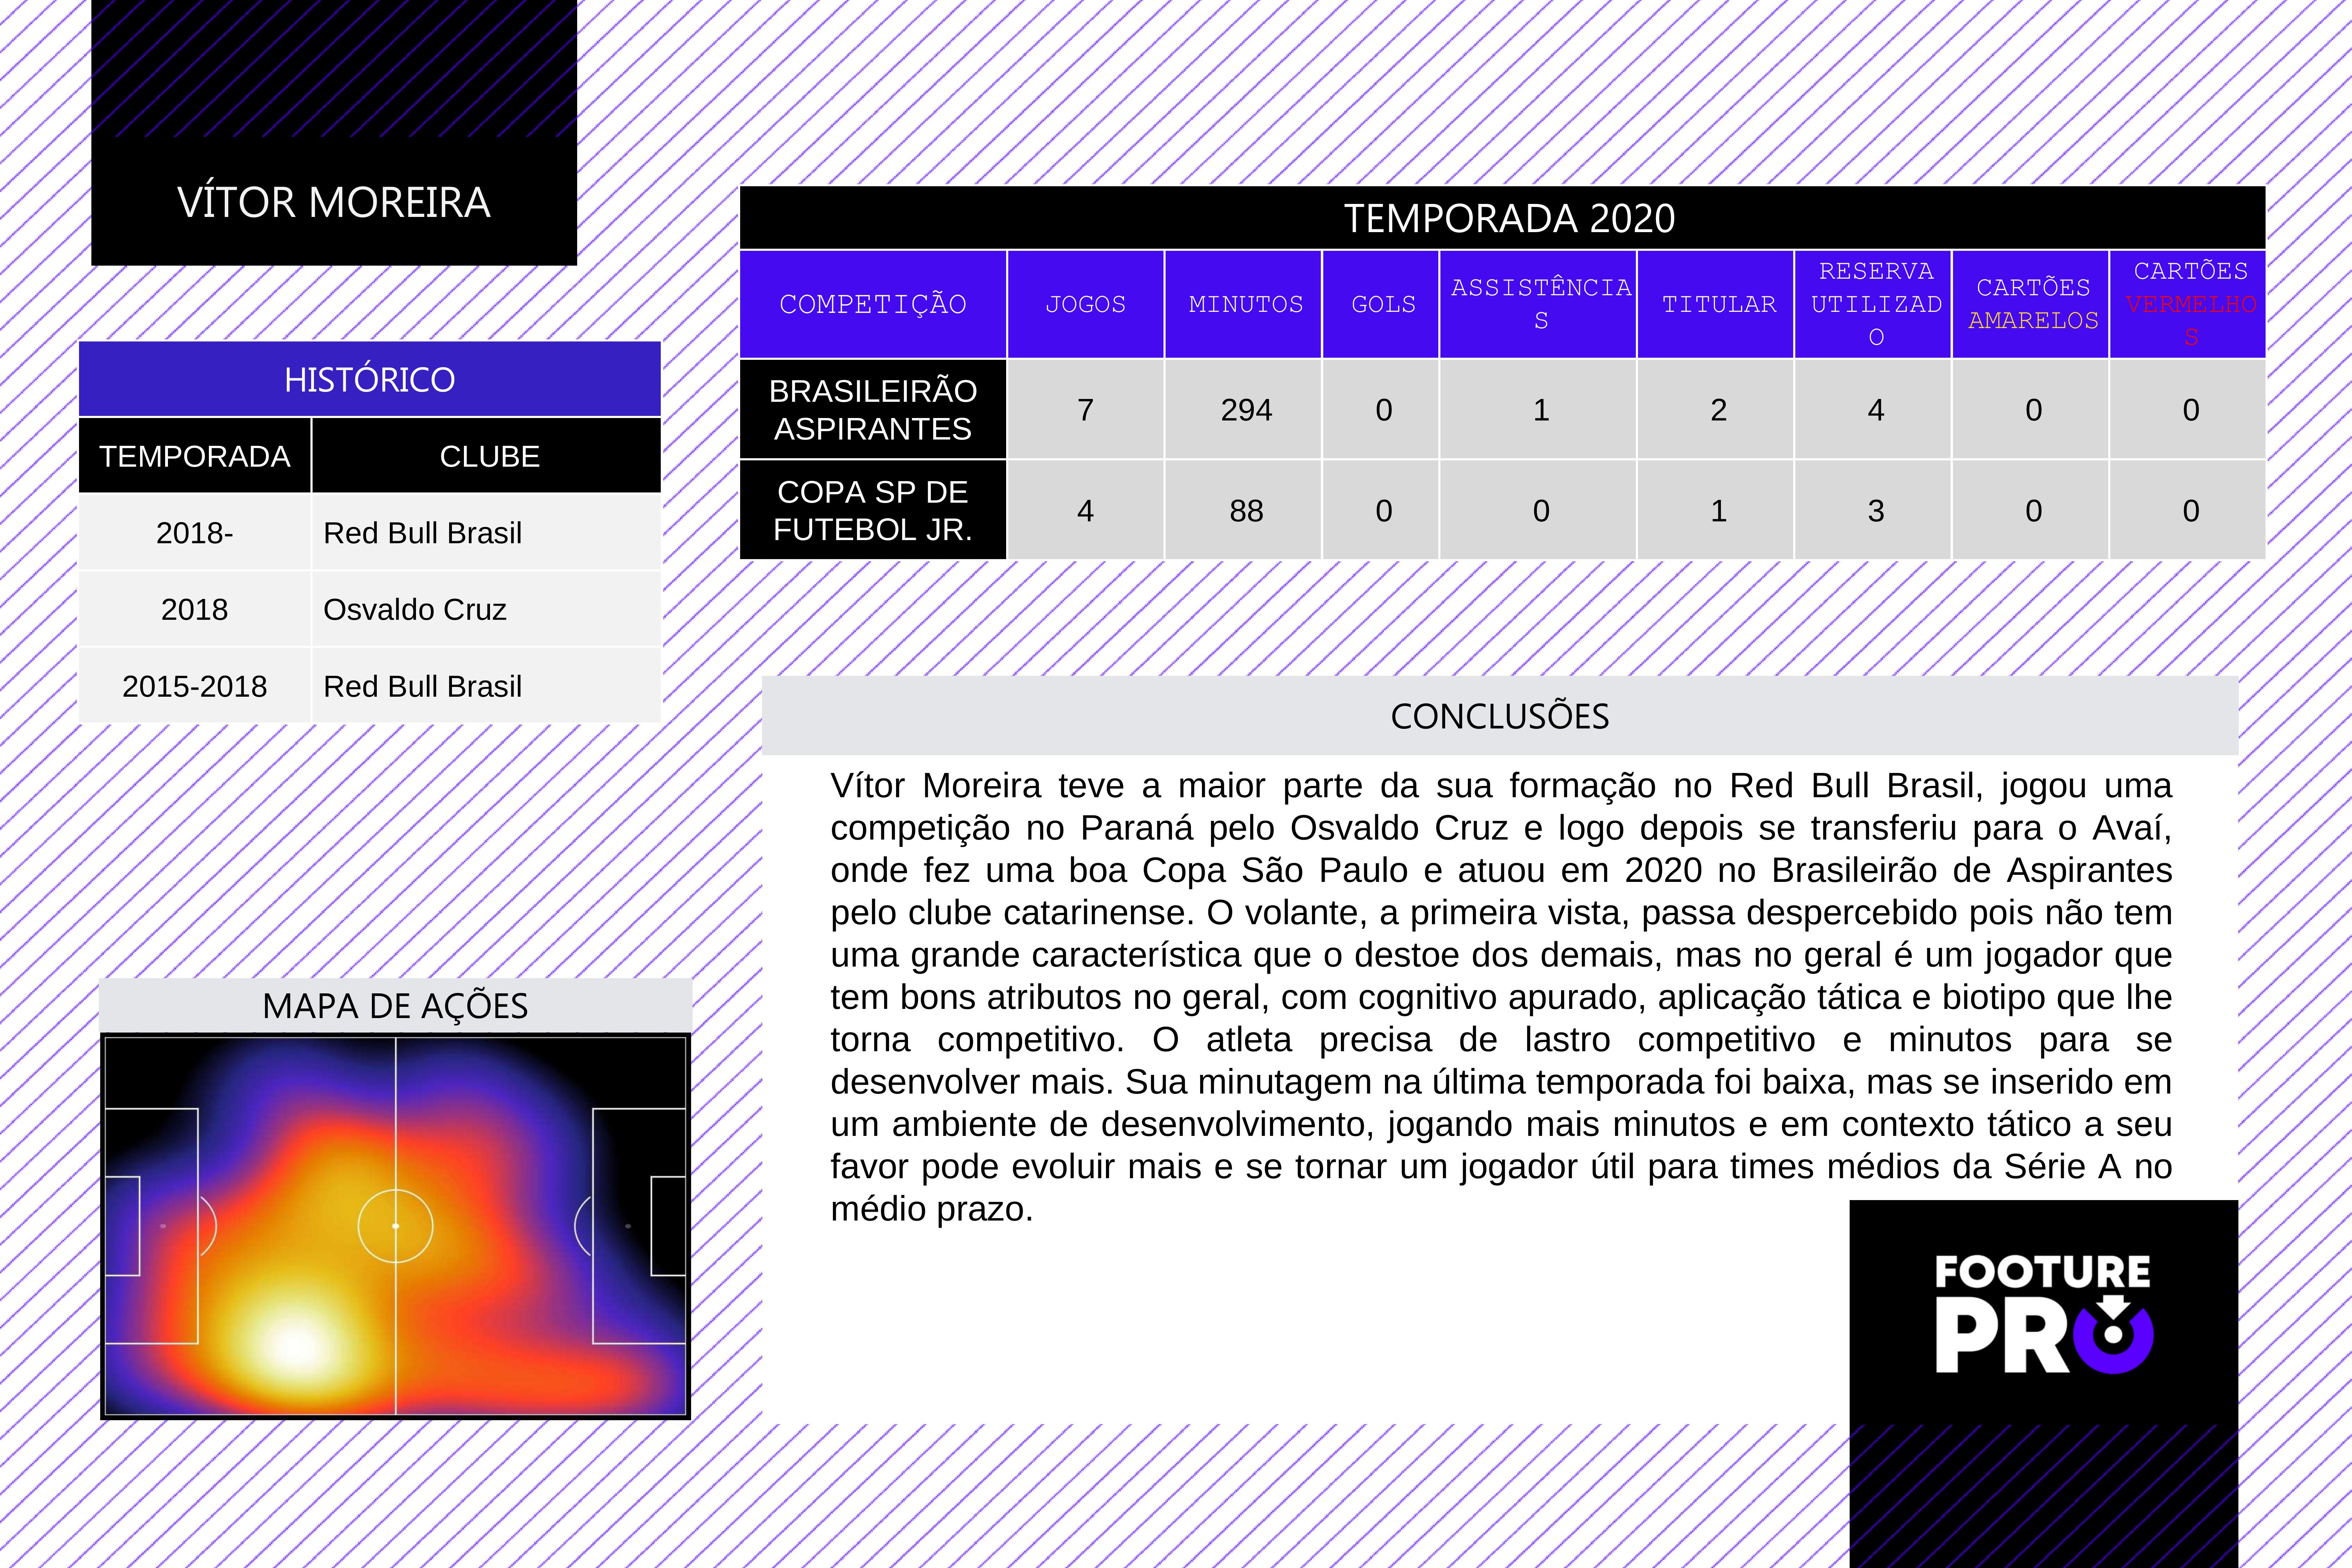 VÍTOR MOREIRA
TEMPORADA 2020
COMPETIÇÃO JOGOS MINUTOS GOLS ASSISTÊNCIA
S TITULAR RESERVA
UTILIZAD
O CARTÕES
AMARELOS CARTÕES
VERMELHO
S
BRASILEIRÃO
ASPIRANTES 7 294 0 1 2 4 0 0
COPA SP DE
FUTEBOL JR. 4 88 0 0 1 3 0 0
HISTÓRICO
TEMPORADA CLUBE
2018- Red Bull Brasil
2018 Osvaldo Cruz
2015-2018 Red Bull Brasil
MAPA DE AÇÕES
CONCLUSÕES
Vítor Moreira teve a maior parte da sua formação no Red Bull Brasil, jogou uma
competição no Paraná pelo Osvaldo Cruz e logo depois se transferiu para o Avaí,
onde fez uma boa Copa São Paulo e atuou em 2020 no Brasileirão de Aspirantes
pelo clube catarinense. O volante, a primeira vista, passa despercebido pois não tem
uma grande característica que o destoe dos demais, mas no geral é um jogador que
tem bons atributos no geral, com cognitivo apurado, aplicação tática e biotipo que lhe
torna competitivo. O atleta precisa de lastro competitivo e minutos para se
desenvolver mais. Sua minutagem na última temporada foi baixa, mas se inserido em
um ambiente de desenvolvimento, jogando mais minutos e em contexto tático a seu
favor pode evoluir mais e se tornar um jogador útil para times médios da Série A no
médio prazo.
FOOTURE
PRO